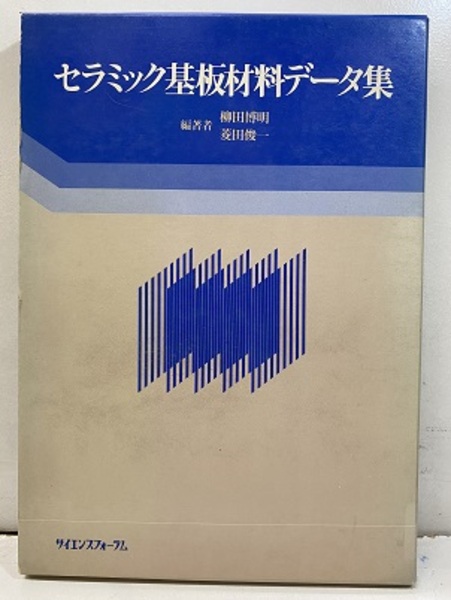 セラミック基板材料データ集
編著者
柳田博明
菱田俊一
サイエンスフォーラム